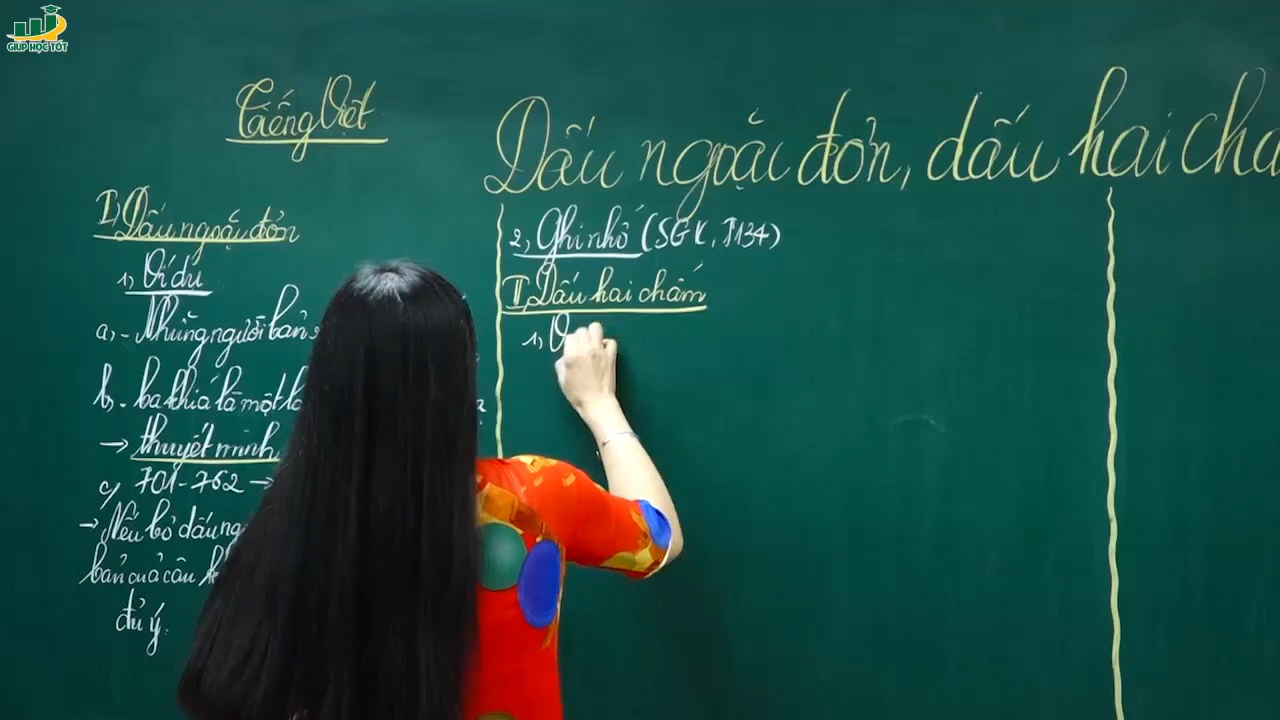 GIÚP HỌC TỐT
Tiếng Việt
Dấu ngoặc đơn, dấu hai chấ
I, Dấu ngoặc đơn
1, Ví dụ
a, - Những người bản
b, - ba khía là một lo
→ thuyết minh
c, 701 - 762 →
→ Nếu bỏ dấu ng
bản của câu
đủ ý.
2, Ghi nhớ (SGK, T134)
II, Dấu hai chấm
1, V